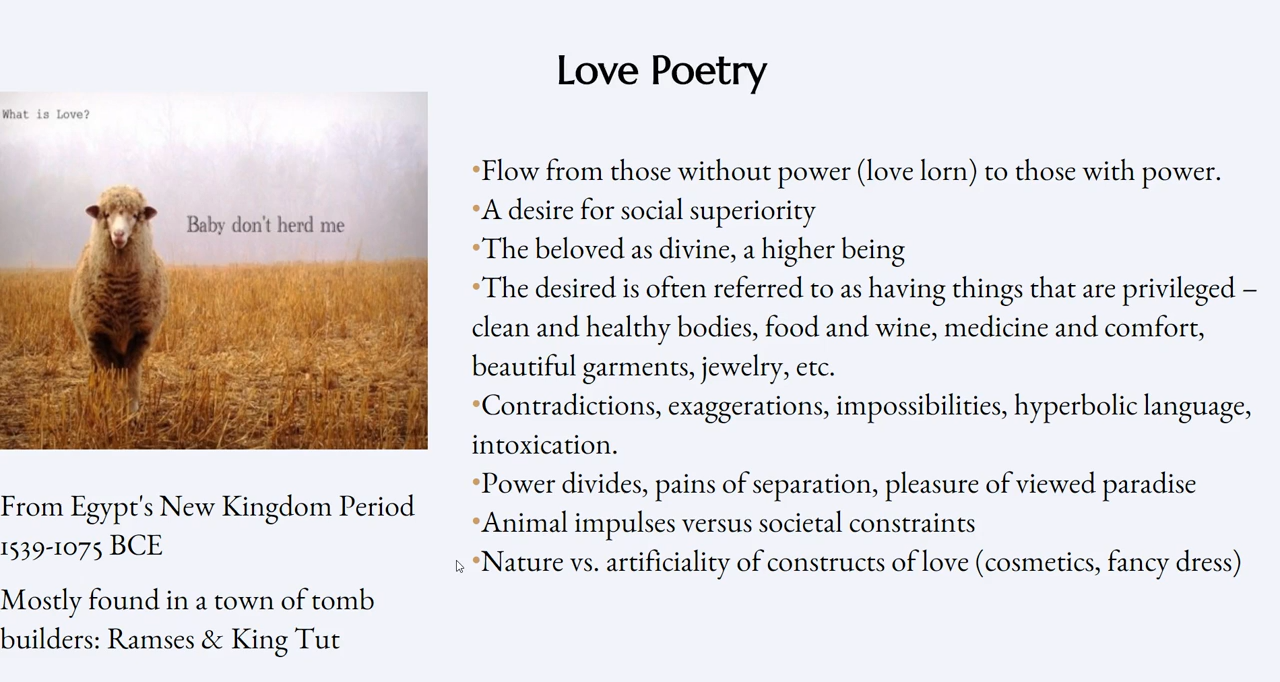 Love Poetry
What is Love?
Baby don't herd me
From Egypt's New Kingdom Period
1539-1075 BCE
Mostly found in a town of tomb
builders: Ramses & King Tut
•Flow from those without power (love lorn) to those with power.
•A desire for social superiority
•The beloved as divine, a higher being
•The desired is often referred to as having things that are privileged –
clean and healthy bodies, food and wine, medicine and comfort,
beautiful garments, jewelry, etc.
•Contradictions, exaggerations, impossibilities, hyperbolic language,
intoxication.
•Power divides, pains of separation, pleasure of viewed paradise
•Animal impulses versus societal constraints
•Nature vs. artificiality of constructs of love (cosmetics, fancy dress)